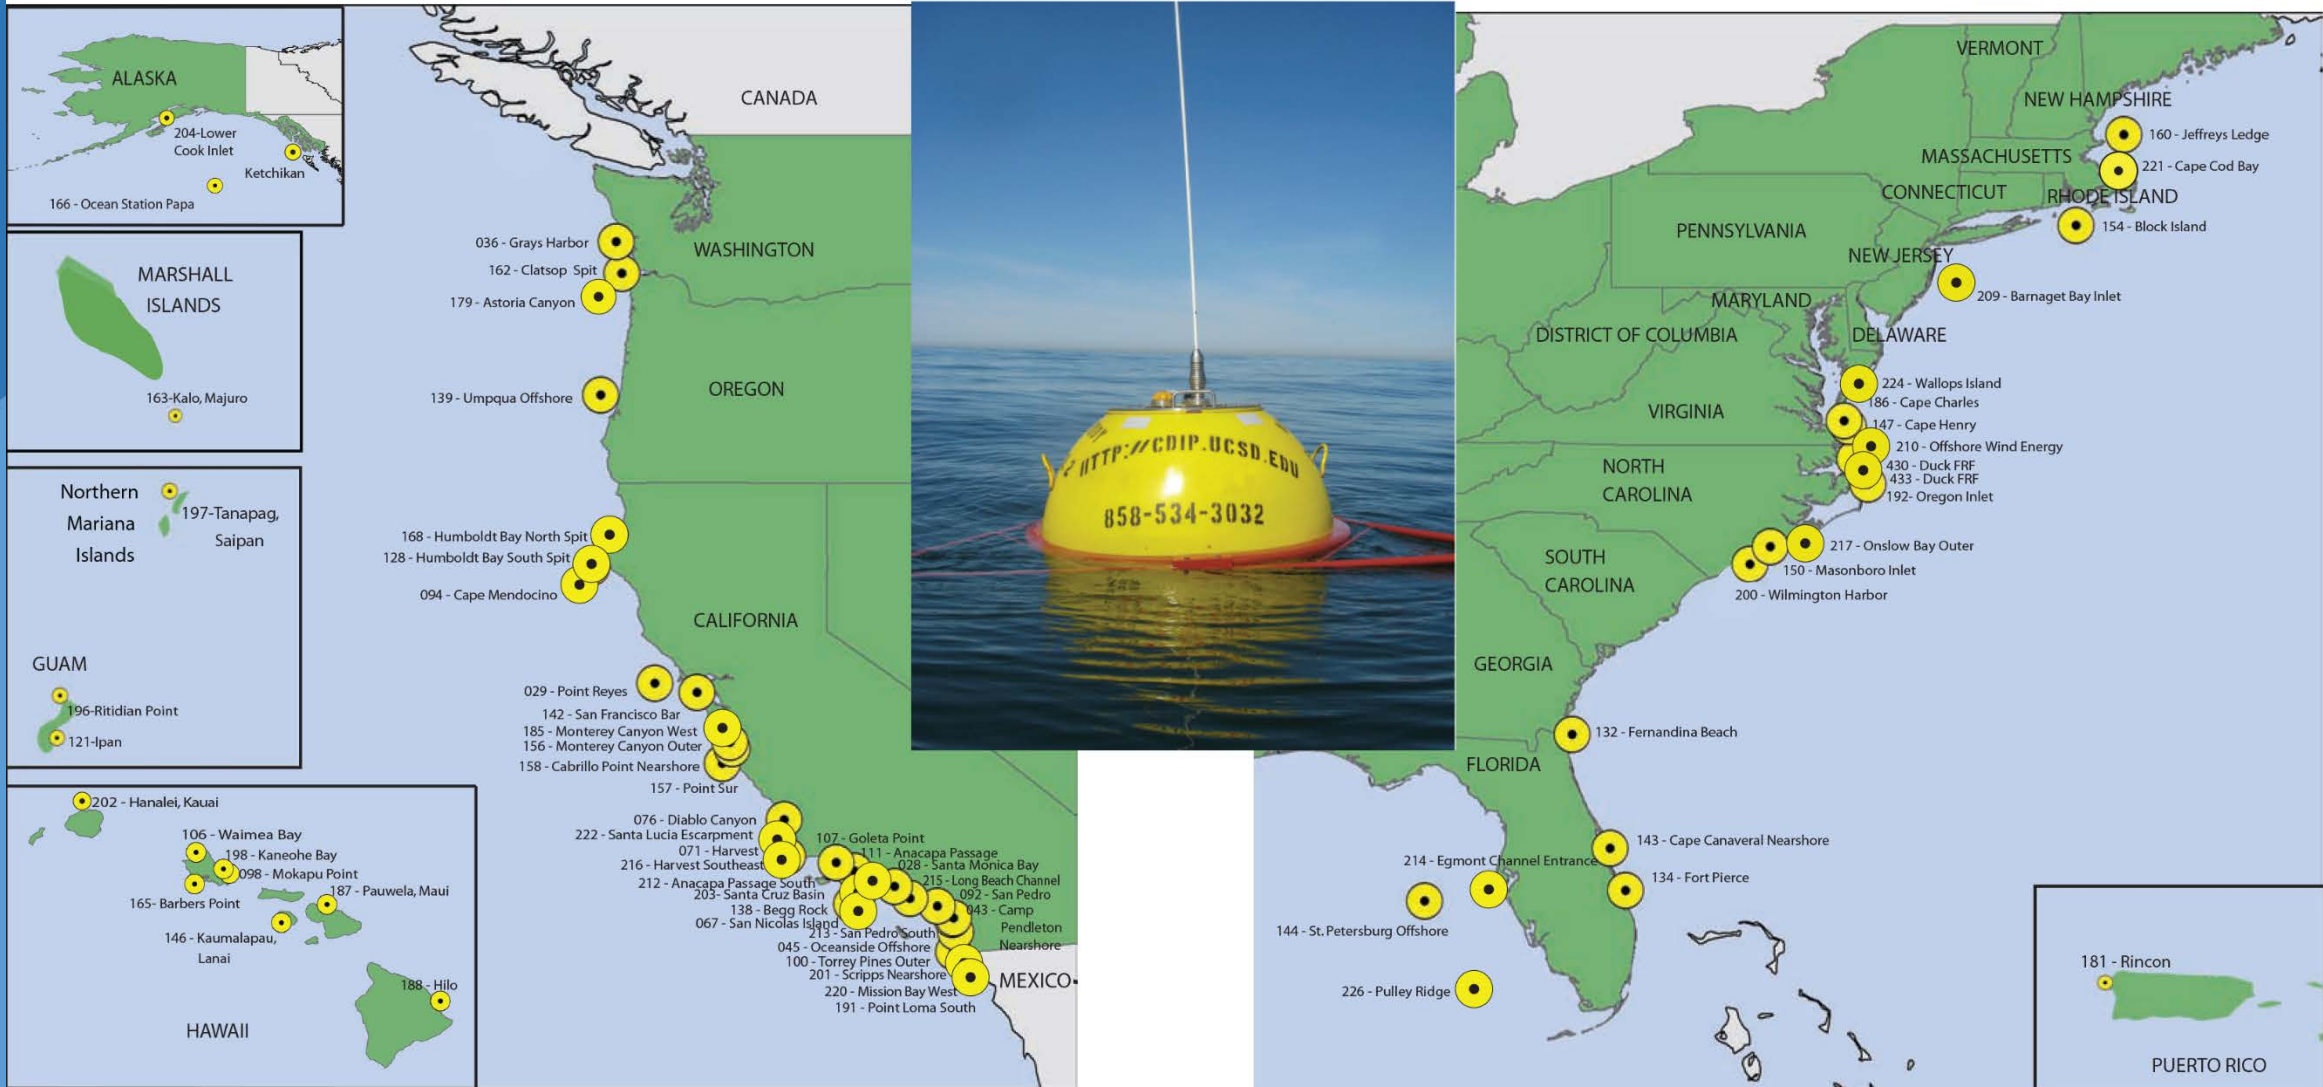 ALASKA
204-Lower
Cook Inlet
Ketchikan
166 - Ocean Station Papa
MARSHALL
ISLANDS
163-Kalo, Majuro
Northern
Mariana
Islands
197-Tanapag,
Saipan
GUAM
196-Ritidian Point
121-Ipan
202 - Hanalei, Kauai
106 - Waimea Bay
198 - Kaneohe Bay
098 - Mokapu Point
187 - Pauwela, Maui
165- Barbers Point
146 - Kaumalapau,
Lanai
188 - Hilo
HAWAII
CANADA
036 - Grays Harbor
WASHINGTON
162 - Clatsop Spit
179 - Astoria Canyon
OREGON
139 - Umpqua Offshore
168 - Humboldt Bay North Spit
128 - Humboldt Bay South Spit
094 - Cape Mendocino
CALIFORNIA
029 - Point Reyes
142 - San Francisco Bar
185 - Monterey Canyon West
156 - Monterey Canyon Outer
158 - Cabrillo Point Nearshore
157 - Point Sur
076 - Diablo Canyon
222 - Santa Lucia Escarpment
071 - Harvest
216 - Harvest Southeast
107 - Goleta Point
111 - Anacapa Passage
028 - Santa Monica Bay
215 - Long Beach Channel
092 - San Pedro
043 - Camp
Pendleton
Nearshore
212 - Anacapa Passage South
203- Santa Cruz Basin
138 - Begg Rock
067 - San Nicolas Island
213 - San Pedro South
045 - Oceanside Offshore
100 - Torrey Pines Outer
201 - Scripps Nearshore
220 - Mission Bay West
191 - Point Loma South
MEXICO
HTTP://CDIP.UCSD.EDU
858-534-3032
VERMONT
NEW HAMPSHIRE
160 - Jeffreys Ledge
MASSACHUSETTS
221 - Cape Cod Bay
CONNECTICUT
RHODE ISLAND
154 - Block Island
PENNSYLVANIA
NEW JERSEY
209 - Barnaget Bay Inlet
MARYLAND
DISTRICT OF COLUMBIA
DELAWARE
224 - Wallops Island
186 - Cape Charles
VIRGINIA
147 - Cape Henry
210 - Offshore Wind Energy
430 - Duck FRF
433 - Duck FRF
192- Oregon Inlet
NORTH
CAROLINA
217 - Onslow Bay Outer
150 - Masonboro Inlet
200 - Wilmington Harbor
SOUTH
CAROLINA
GEORGIA
132 - Fernandina Beach
FLORIDA
143 - Cape Canaveral Nearshore
214 - Egmont Channel Entrance
134 - Fort Pierce
144 - St. Petersburg Offshore
226 - Pulley Ridge
181 - Rincon
PUERTO RICO